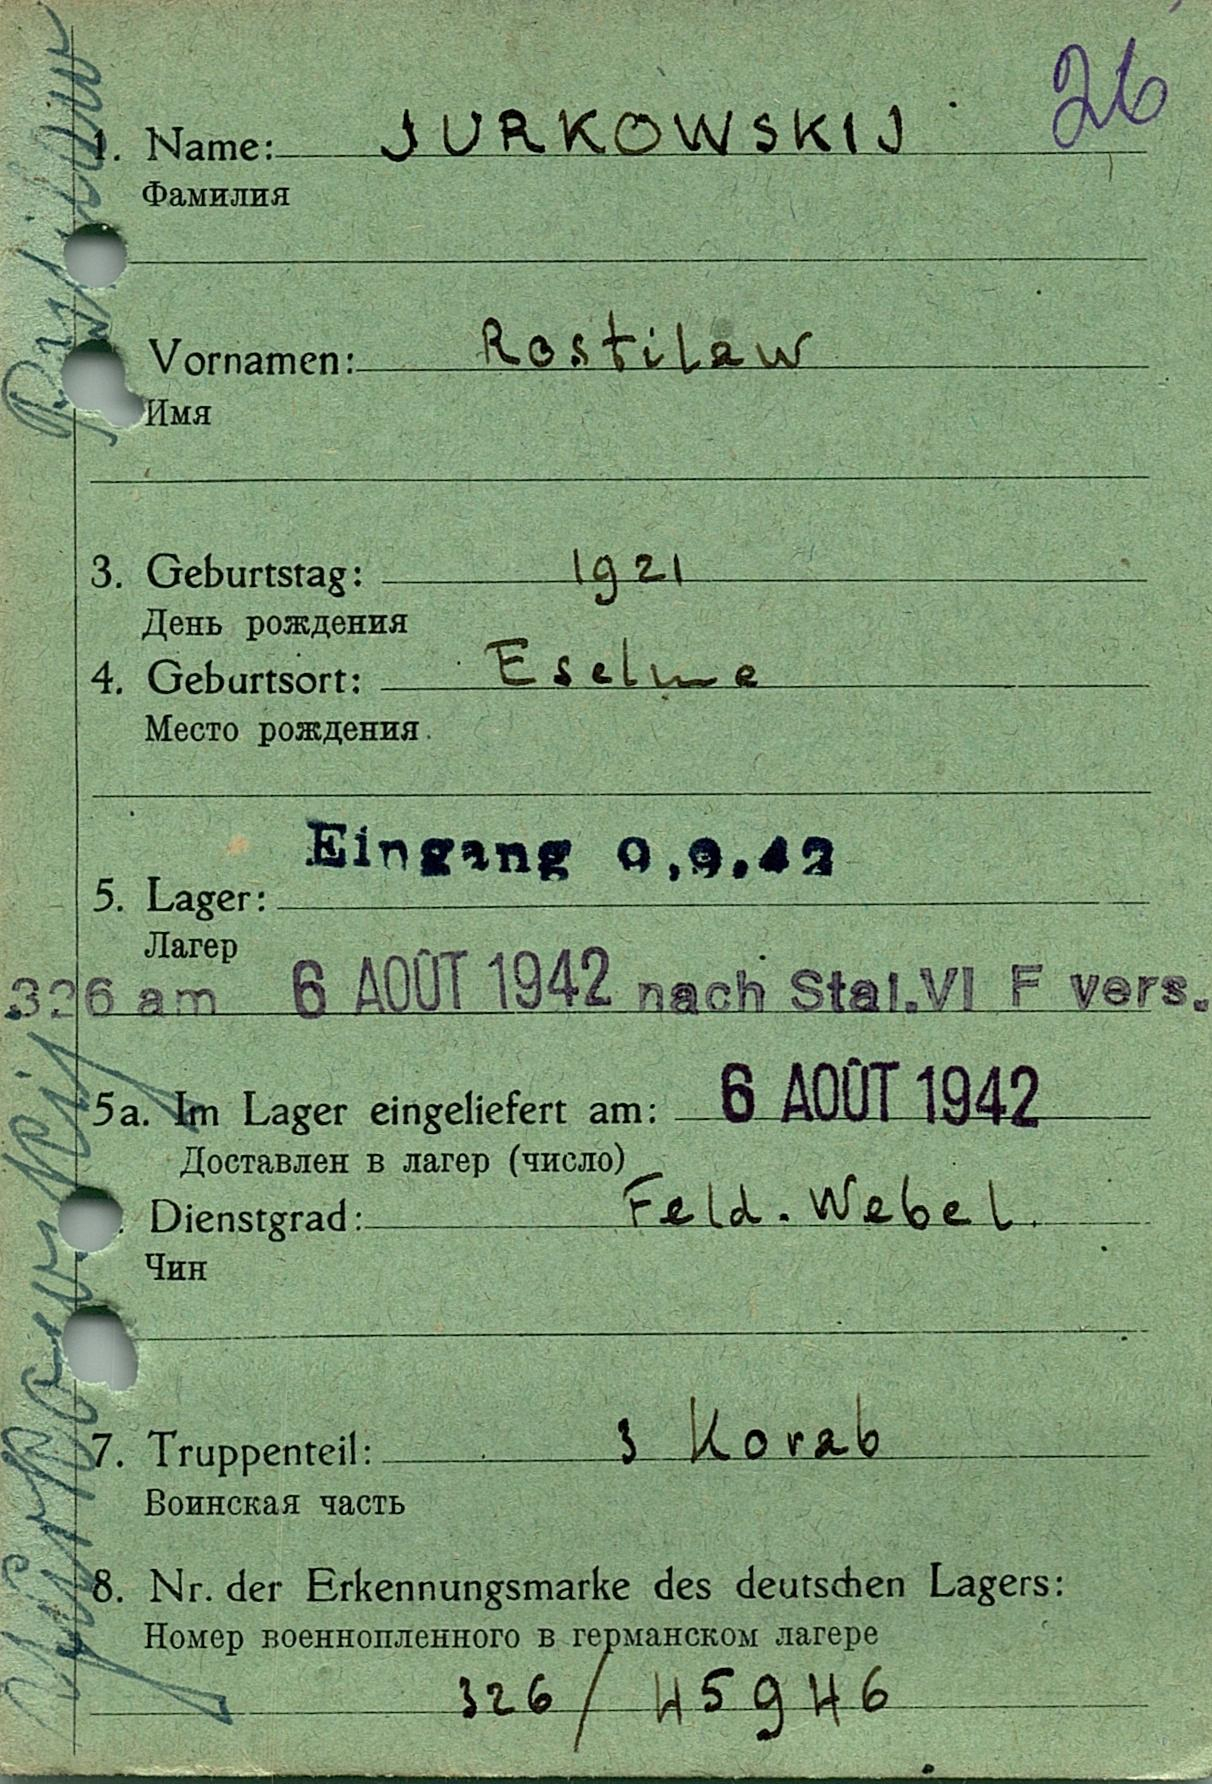 26
1. Name: JURKOWSKIJ
Фамилия
Vornamen: Rostilaw
Имя
3. Geburtstag: 1921
День рождения
4. Geburtsort:
Место рождения
Eingang 9.9.42
5. Lager:
Лагер
326 am 6 AOÛT 1942 nach Stal.VI F vers.
5a. Im Lager eingeliefert am: 6 AOÛT 1942
Доставлен в лагер (число)
Dienstgrad: Feld. Webel.
Чин
7. Truppenteil: 3 Korab
Воинская часть
8. Nr. der Erkennungsmarke des deutschen Lagers:
Номер военнопленного в германском лагере
326/45946